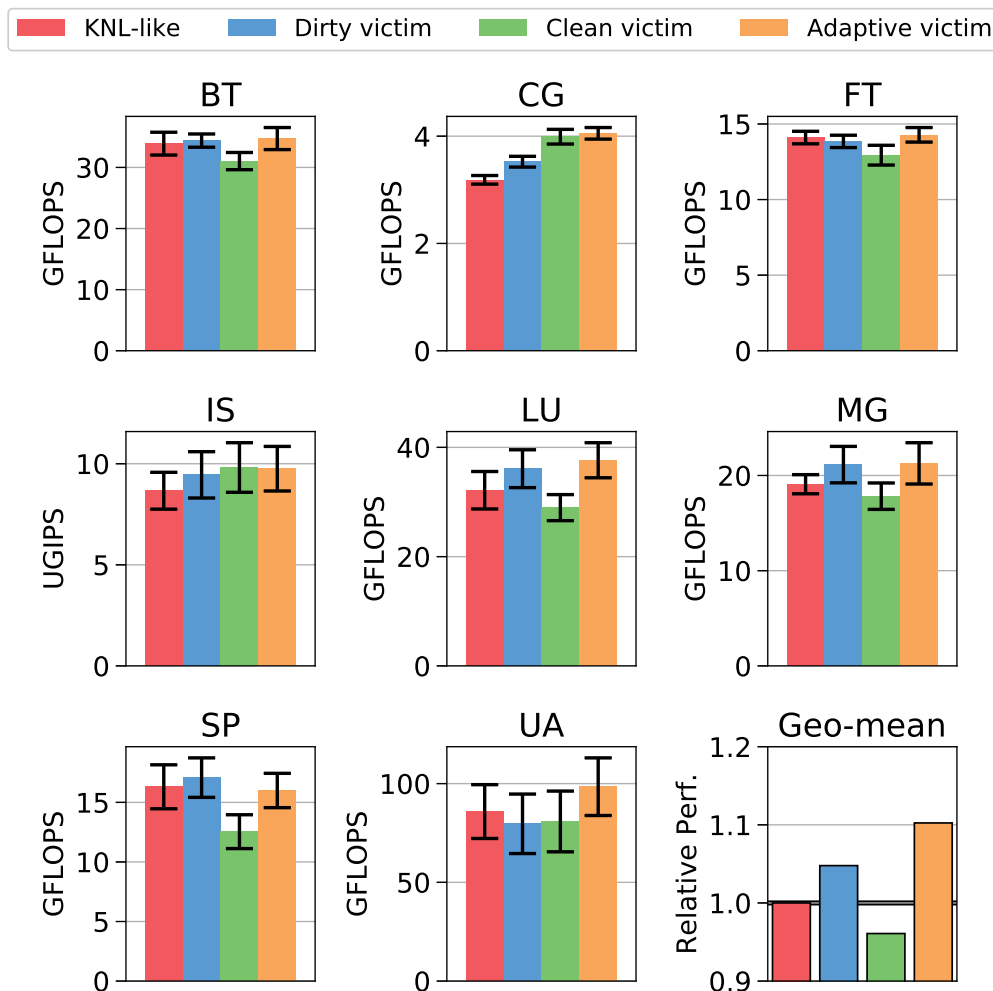 KNL-like Dirty victim Clean victim Adaptive victim
BT CG FT
GFLOPS 0 10 20 30
GFLOPS 0 2 4
GFLOPS 0 5 10 15
IS LU MG
UGIPS 0 5 10
GFLOPS 0 20 40
GFLOPS 0 10 20
SP UA Geo-mean
GFLOPS 0 5 10 15
GFLOPS 0 50 100
Relative Perf. 0.9 1.0 1.1 1.2